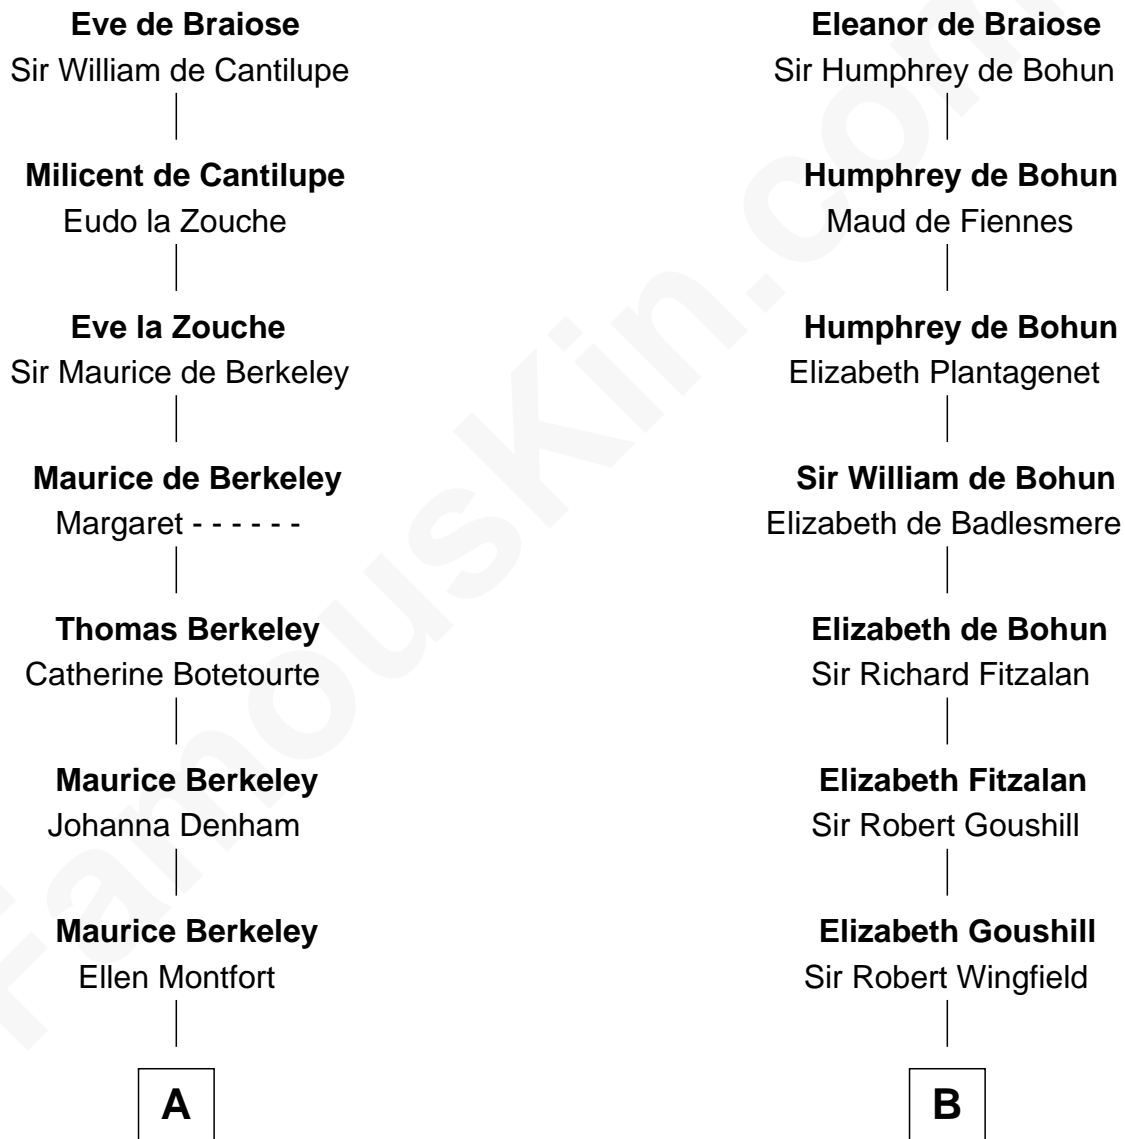 Eve de Braiose
Sir William de Cantilupe
Milicent de Cantilupe
Eudo la Zouche
Eve la Zouche
Sir Maurice de Berkeley
Maurice de Berkeley
Margaret - - - - - -
Thomas Berkeley
Catherine Botetourte
Maurice Berkeley
Johanna Denham
Maurice Berkeley
Ellen Montfort
A
Eleanor de Braiose
Sir Humphrey de Bohun
Humphrey de Bohun
Maud de Fiennes
Humphrey de Bohun
Elizabeth Plantagenet
Sir William de Bohun
Elizabeth de Badlesmere
Elizabeth de Bohun
Sir Richard Fitzalan
Elizabeth Fitzalan
Sir Robert Goushill
Elizabeth Goushill
Sir Robert Wingfield
B
FamousKin.com